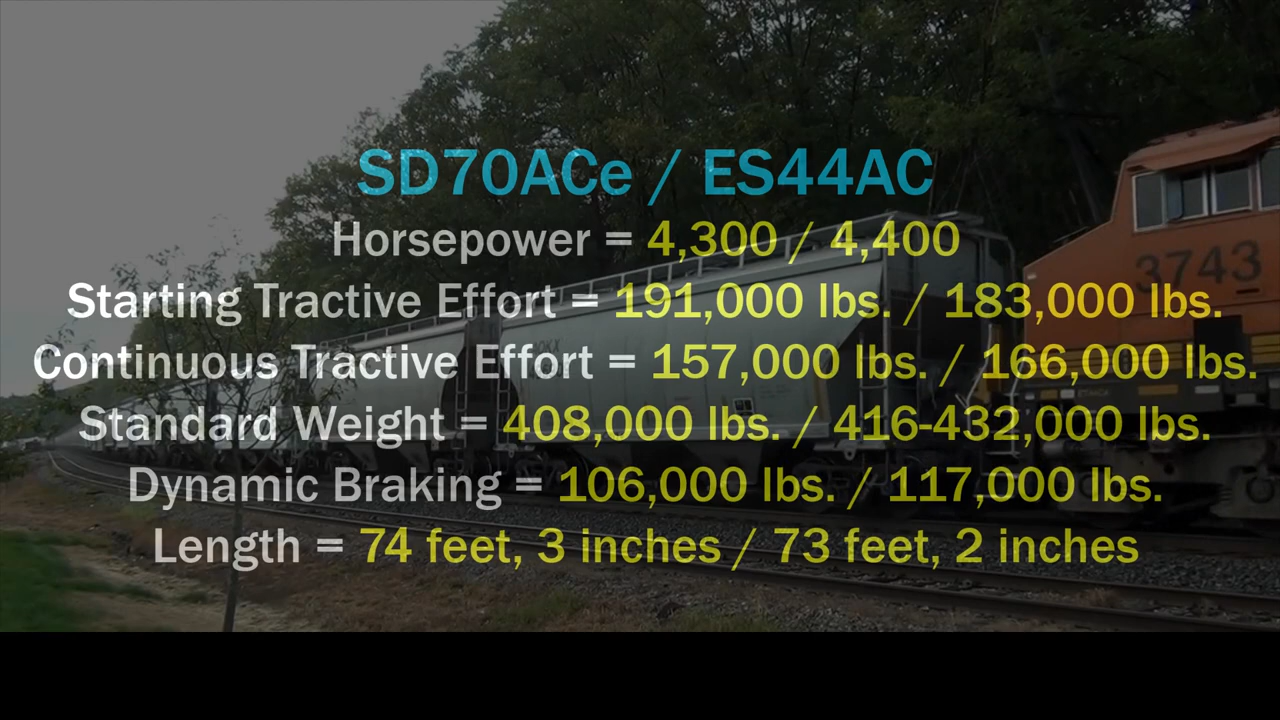 SD70ACe / ES44AC
Horsepower = 4,300 / 4,400
Starting Tractive Effort = 191,000 lbs. / 183,000 lbs.
Continuous Tractive Effort = 157,000 lbs. / 166,000 lbs.
Standard Weight = 408,000 lbs. / 416-432,000 lbs.
Dynamic Braking = 106,000 lbs. / 117,000 lbs.
Length = 74 feet, 3 inches / 73 feet, 2 inches
3743